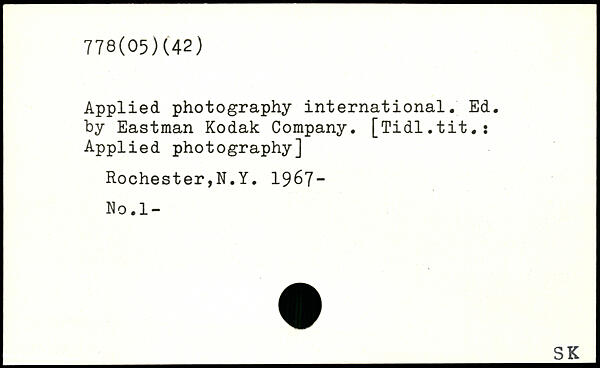 778(05)(42)
Applied photography international. Ed.
by Eastman Kodak Company. [Tidl.tit.:
Applied photography]
Rochester,N.Y. 1967-
No.1-
SK